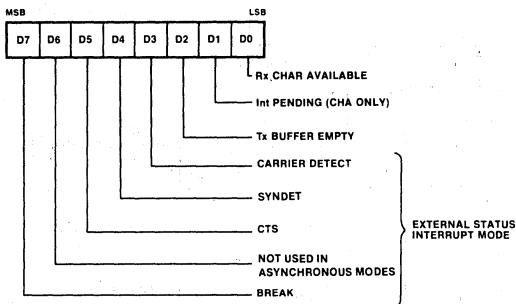 MSB LSB
D7 D6 D5 D4 D3 D2 D1 D0
Rx CHAR AVAILABLE
Int PENDING (CHA ONLY)
Tx BUFFER EMPTY
CARRIER DETECT
SYNDET
CTS
EXTERNAL STATUS
INTERRUPT MODE
NOT USED IN
ASYNCHRONOUS MODES
BREAK